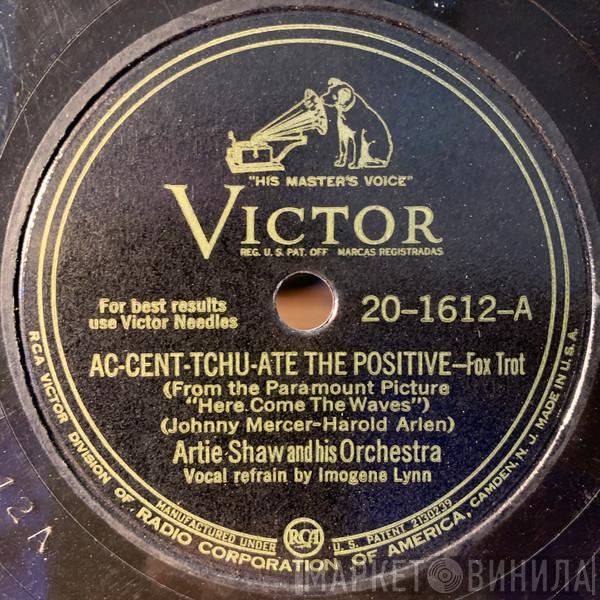 "HIS MASTER'S VOICE"
VICTOR
REG. U.S. PAT. OFF MARCAS REGISTRADAS
For best results
use Victor Needles
20-1612-A
AC-CENT-TCHU-ATE THE POSITIVE—Fox Trot
(From the Paramount Picture
"Here Come The Waves")
(Johnny Mercer-Harold Arlen)
Artie Shaw and his Orchestra
Vocal refrain by Imogene Lynn
MANUFACTURED UNDER RCA U. S. PATENT 2130239
RCA VICTOR DIVISION OF RADIO CORPORATION OF AMERICA, CAMDEN, N. J. MADE IN U.S.A.
МАРКЕТ ВИНИЛА